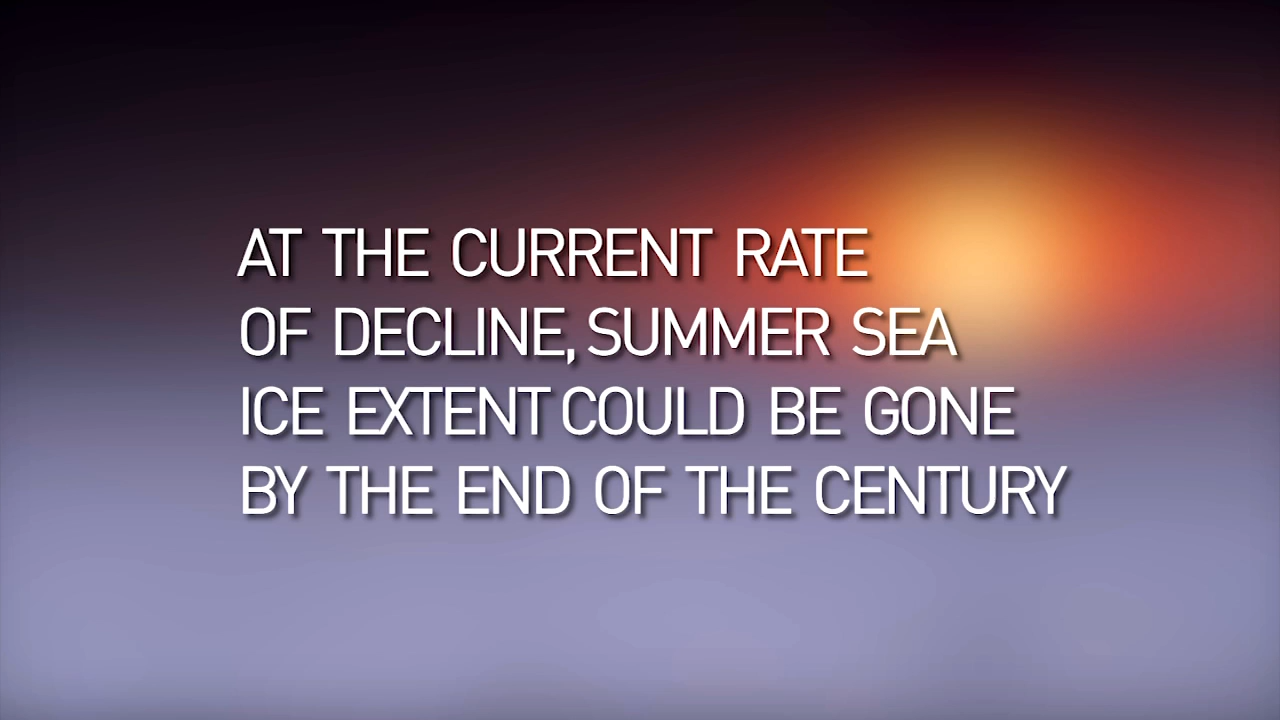 AT THE CURRENT RATE
OF DECLINE, SUMMER SEA
ICE EXTENT COULD BE GONE
BY THE END OF THE CENTURY